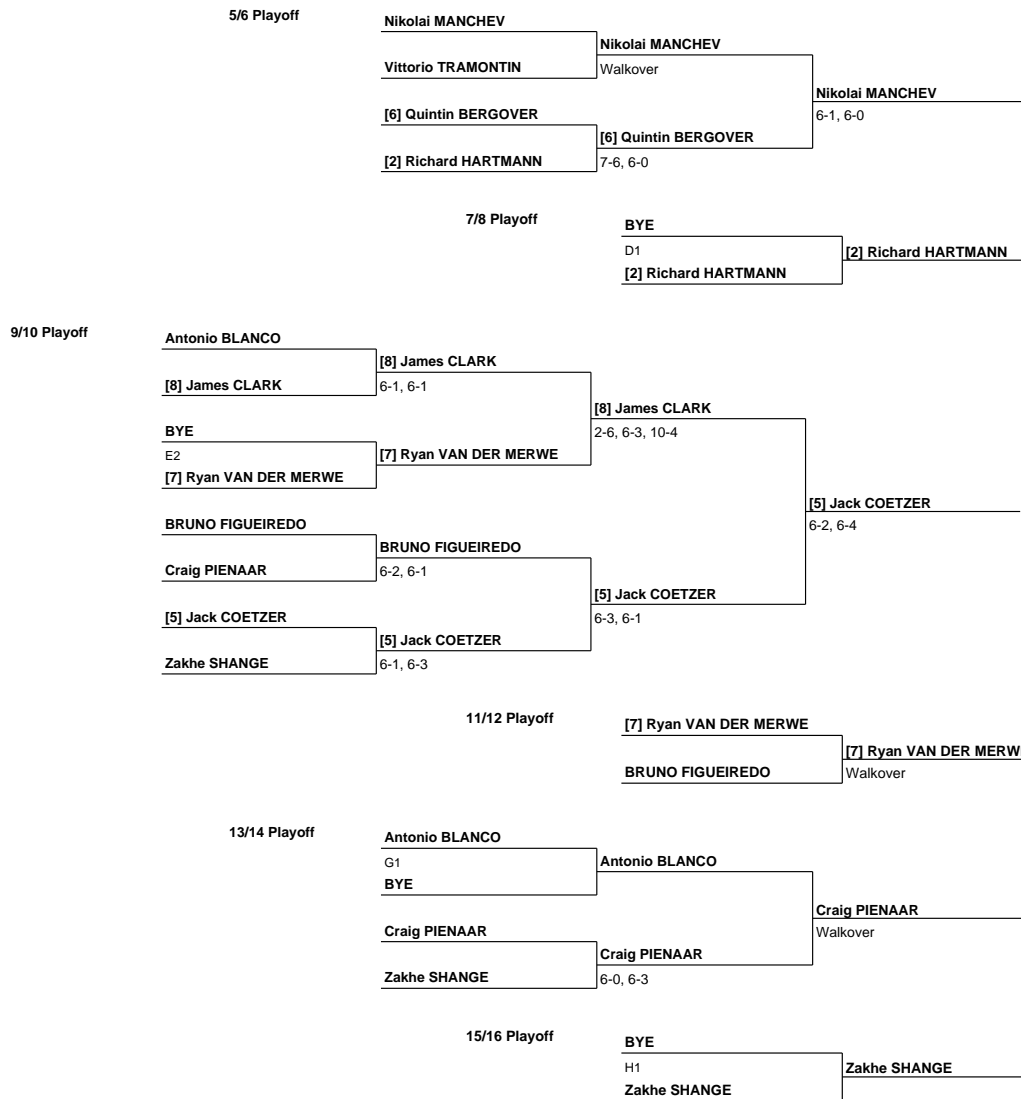 5/6 Playoff
Nikolai MANCHEV
Nikolai MANCHEV
Vittorio TRAMONTIN
Walkover
Nikolai MANCHEV
[6] Quintin BERGOVER
6-1, 6-0
[6] Quintin BERGOVER
[2] Richard HARTMANN
7-6, 6-0
7/8 Playoff
BYE
D1
[2] Richard HARTMANN
[2] Richard HARTMANN
9/10 Playoff
Antonio BLANCO
[8] James CLARK
[8] James CLARK
6-1, 6-1
[8] James CLARK
BYE
2-6, 6-3, 10-4
E2
[7] Ryan VAN DER MERWE
[7] Ryan VAN DER MERWE
[5] Jack COETZER
BRUNO FIGUEIREDO
6-2, 6-4
BRUNO FIGUEIREDO
Craig PIENAAR
6-2, 6-1
[5] Jack COETZER
[5] Jack COETZER
6-3, 6-1
[5] Jack COETZER
Zakhe SHANGE
6-1, 6-3
11/12 Playoff
[7] Ryan VAN DER MERWE
[7] Ryan VAN DER MERW
BRUNO FIGUEIREDO
Walkover
13/14 Playoff
Antonio BLANCO
G1
Antonio BLANCO
BYE
Craig PIENAAR
Craig PIENAAR
Walkover
Craig PIENAAR
Zakhe SHANGE
6-0, 6-3
15/16 Playoff
BYE
H1
Zakhe SHANGE
Zakhe SHANGE